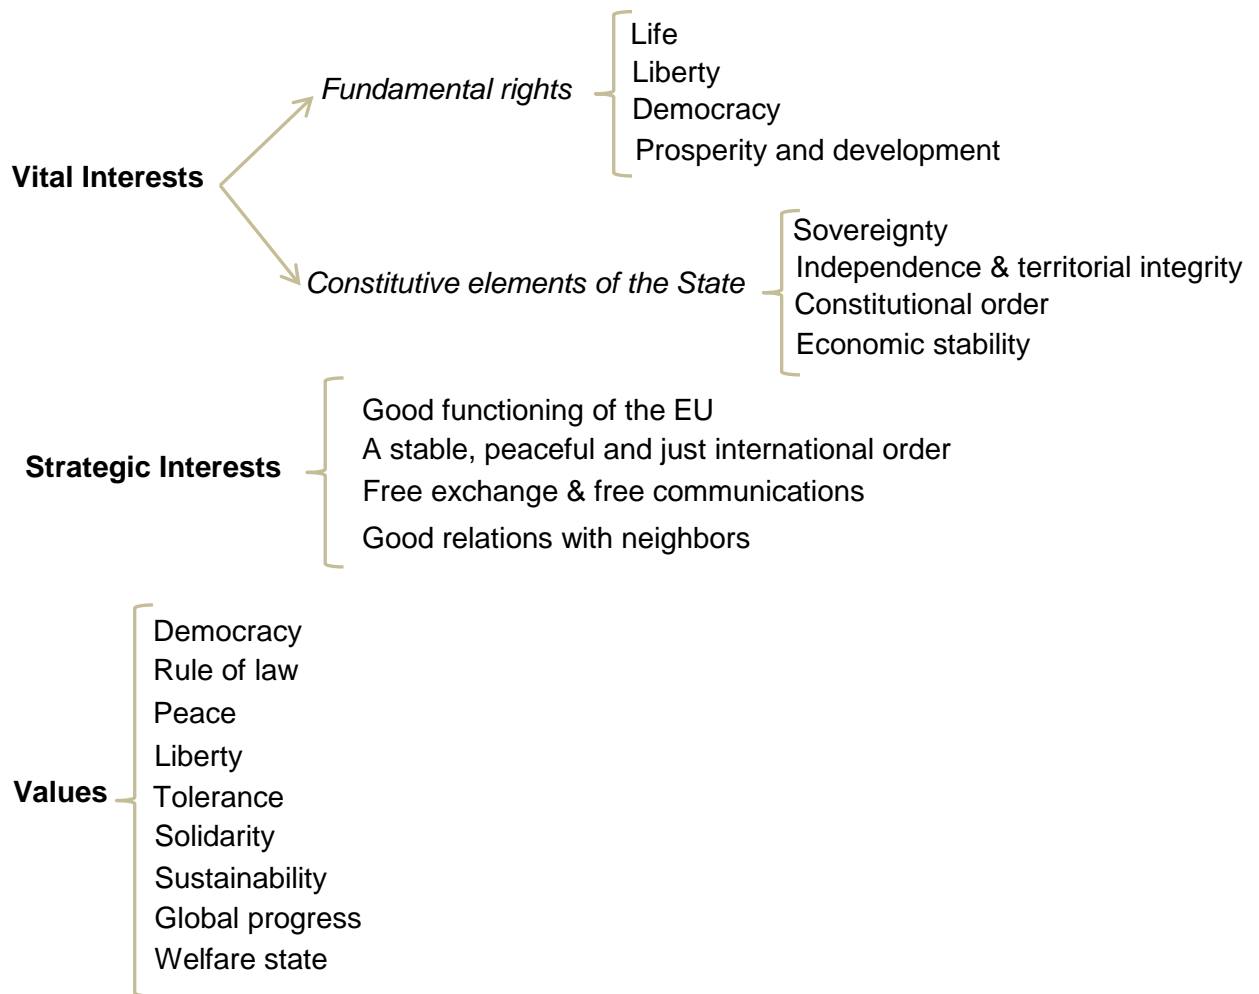 Life
Liberty
Fundamental rights
Democracy
Prosperity and development
Vital Interests
Sovereignty
Independence & territorial integrity
Constitutive elements of the State
Constitutional order
Economic stability
Good functioning of the EU
A stable, peaceful and just international order
Strategic Interests
Free exchange & free communications
Good relations with neighbors
Democracy
Rule of law
Peace
Liberty
Values
Tolerance
Solidarity
Sustainability
Global progress
Welfare state